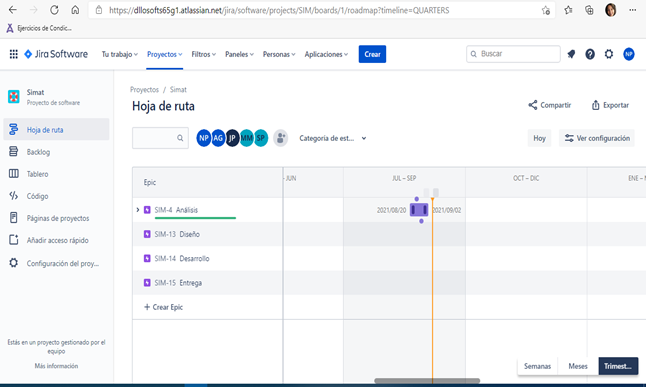 https://dllosofts65g1.atlassian.net/jira/software/projects/SIM/boards/1/roadmap?timeline=QUARTERS
Ejercicios de Condic...
Jira Software
Tu trabajo
Proyectos
Filtros
Paneles
Personas
Aplicaciones
Crear
Buscar
NP
Simat
Proyecto de software
Proyectos / Simat
Hoja de ruta
Compartir
Exportar
NP AG JP MM SP
Categoría de est...
Hoy
Ver configuración
Hoja de ruta
Backlog
Tablero
Código
Páginas de proyectos
Añadir acceso rápido
Configuración del proy...
Epic
- JUN
JUL – SEP
OCT – DIC
ENE – M
SIM-4 Análisis
2021/08/20
2021/09/02
SIM-13 Diseño
SIM-14 Desarrollo
SIM-15 Entrega
+ Crear Epic
Estás en un proyecto gestionado por el
equipo
Más información
Semanas
Meses
Trimest...